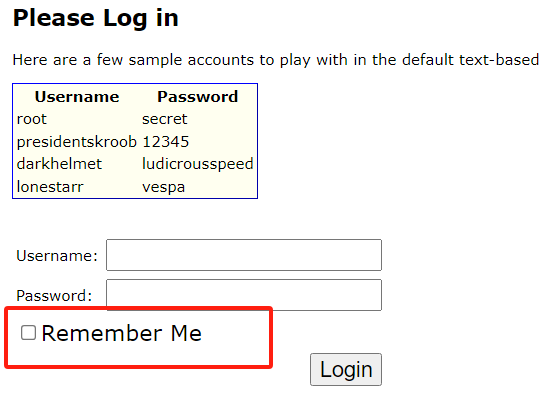 Please Log in
Here are a few sample accounts to play with in the default text-based
Username Password
root secret
presidentskroob 12345
darkhelmet ludicrousspeed
lonestarr vespa
Username:
Password:
Remember Me
Login